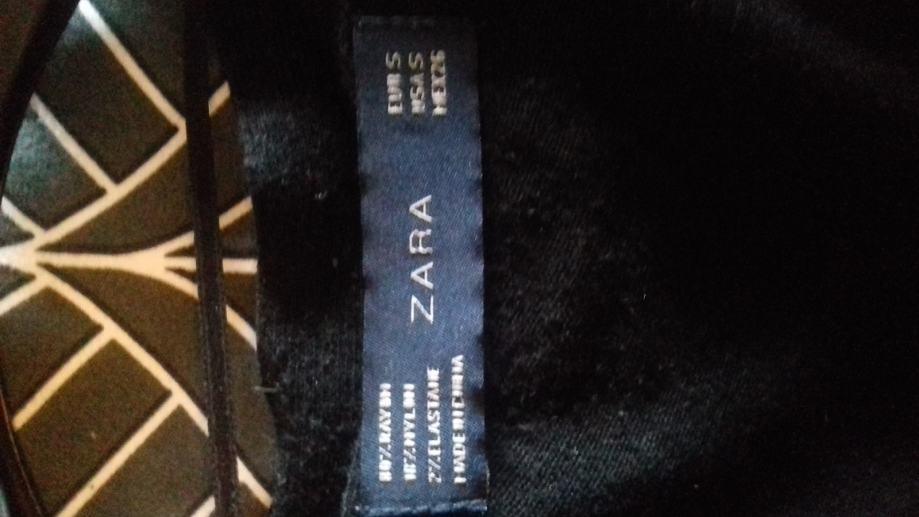 EUR S
USA S
MEX 26
ZARA
80% RAYON
18% NYLON
2% ELASTANE
MADE IN CHINA